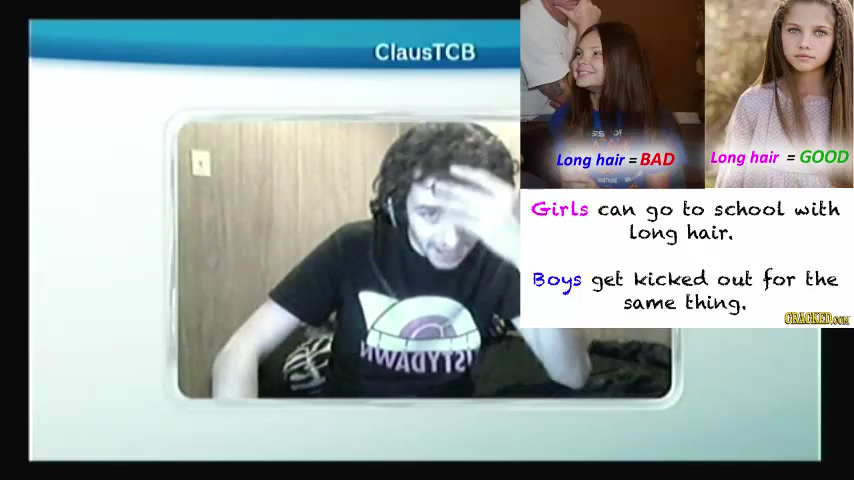 ClausTCB
Long hair = BAD
Long hair = GOOD
Girls can go to school with
long hair.
Boys get kicked out for the
same thing.
CRACKED.COM